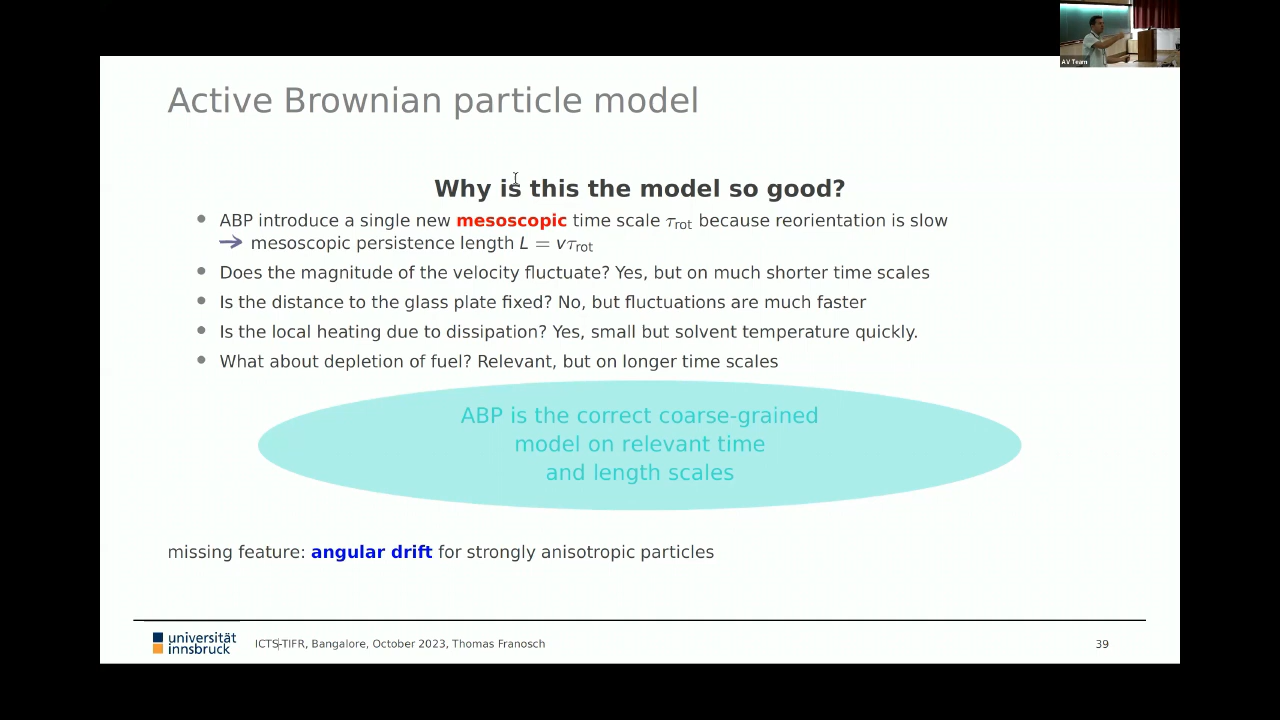 AV Team
Active Brownian particle model
Why is this the model so good?
• ABP introduce a single new mesoscopic time scale τrot because reorientation is slow
→ mesoscopic persistence length L = vτrot
• Does the magnitude of the velocity fluctuate? Yes, but on much shorter time scales
• Is the distance to the glass plate fixed? No, but fluctuations are much faster
• Is the local heating due to dissipation? Yes, small but solvent temperature quickly.
• What about depletion of fuel? Relevant, but on longer time scales
ABP is the correct coarse-grained
model on relevant time
and length scales
missing feature: angular drift for strongly anisotropic particles
universität
innsbruck
ICTS-TIFR, Bangalore, October 2023, Thomas Franosch
39